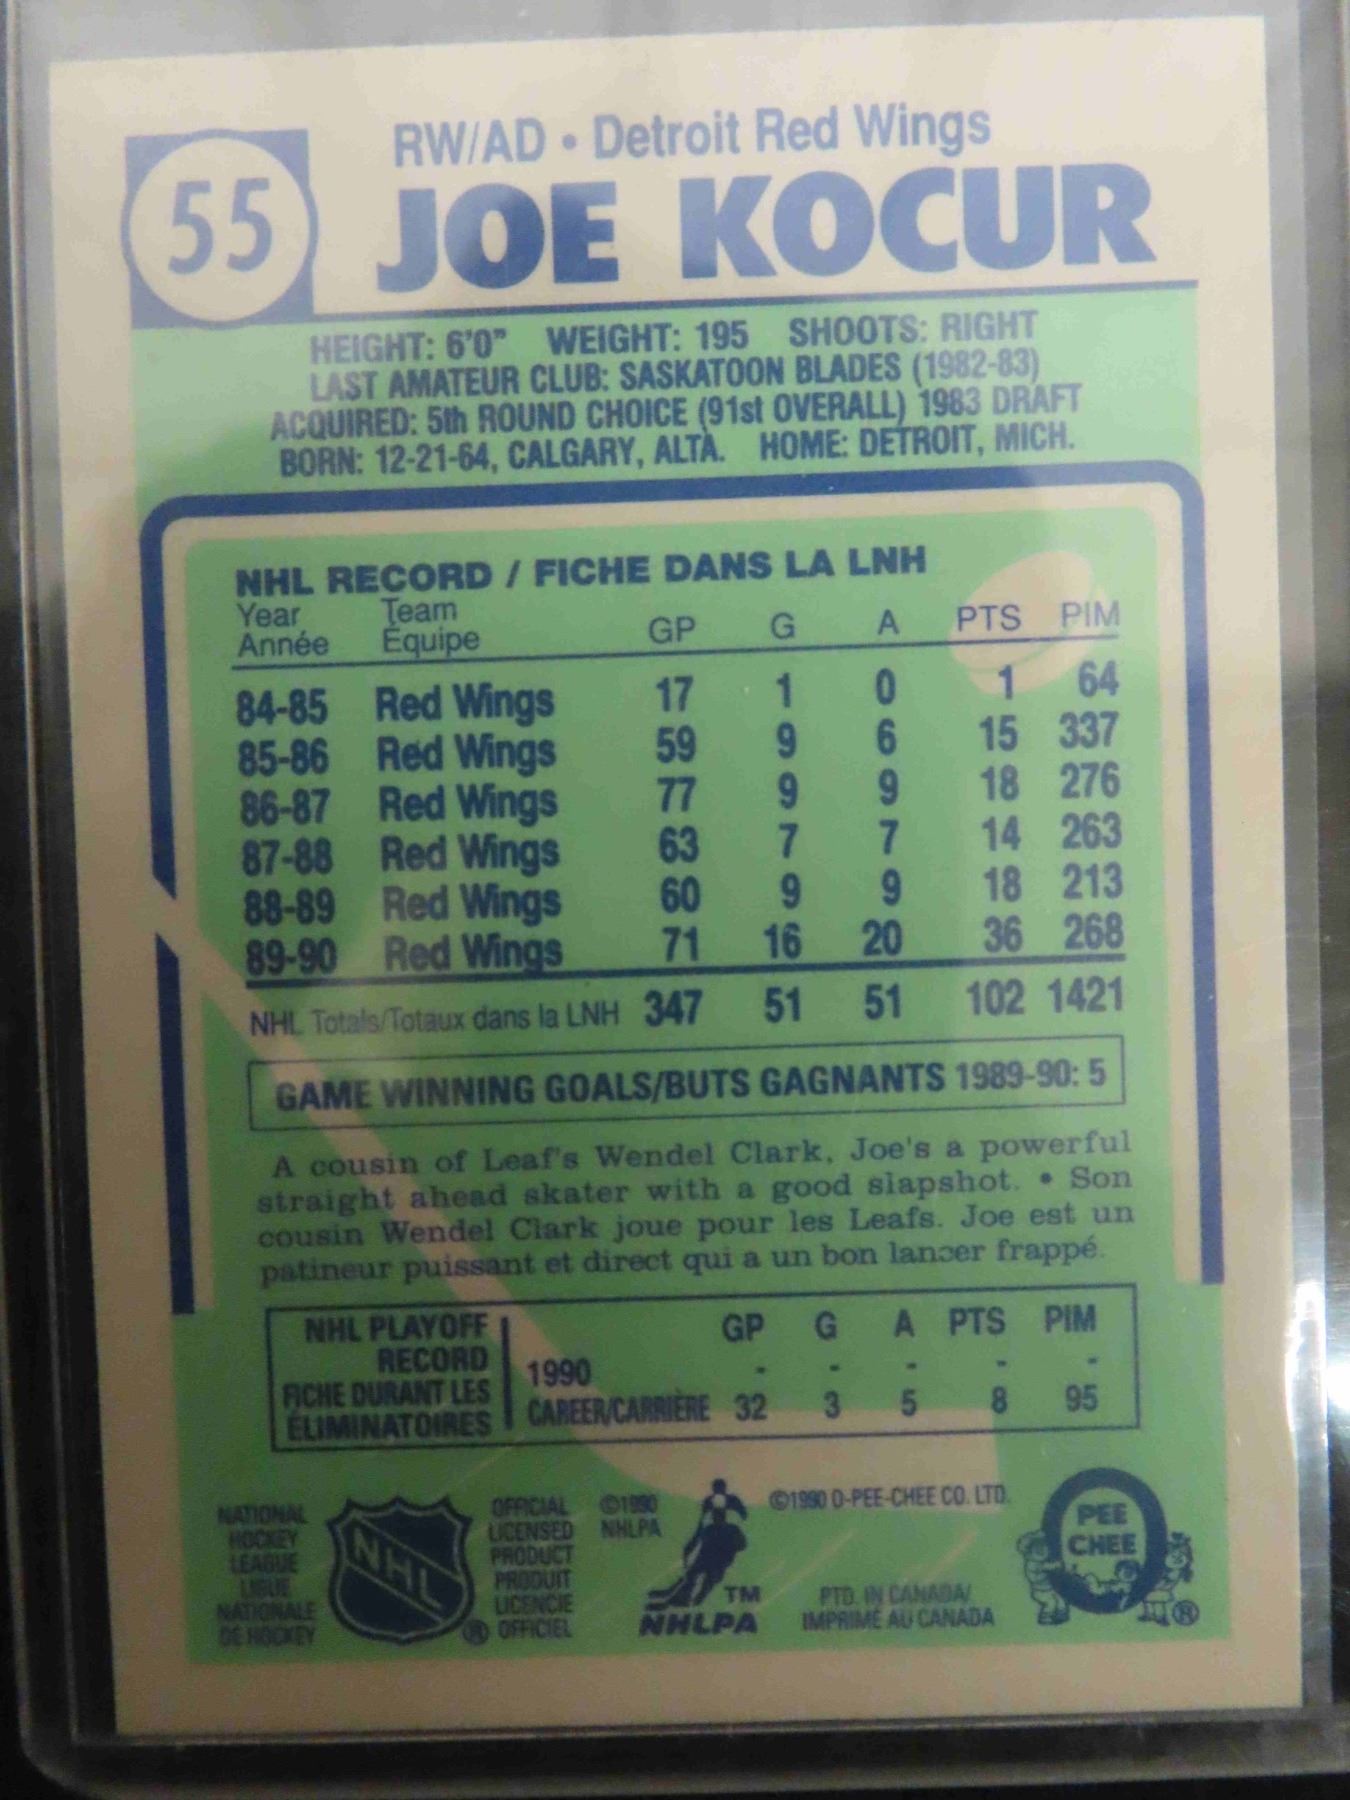 55
RW/AD • Detroit Red Wings
JOE KOCUR
HEIGHT: 6'0" WEIGHT: 195 SHOOTS: RIGHT
LAST AMATEUR CLUB: SASKATOON BLADES (1982-83)
ACQUIRED: 5th ROUND CHOICE (91st OVERALL) 1983 DRAFT
BORN: 12-21-64, CALGARY, ALTA. HOME: DETROIT, MICH.
NHL RECORD / FICHE DANS LA LNH
Year Team
Année Équipe GP G A PTS PIM
84-85 Red Wings 17 1 0 1 64
85-86 Red Wings 59 9 6 15 337
86-87 Red Wings 77 9 9 18 276
87-88 Red Wings 63 7 7 14 263
88-89 Red Wings 60 9 9 18 213
89-90 Red Wings 71 16 20 36 268
NHL Totals/Totaux dans la LNH 347 51 51 102 1421
GAME WINNING GOALS/BUTS GAGNANTS 1989-90: 5
A cousin of Leaf's Wendel Clark, Joe's a powerful
straight ahead skater with a good slapshot. • Son
cousin Wendel Clark joue pour les Leafs. Joe est un
patineur puissant et direct qui a un bon lancer frappé.
NHL PLAYOFF
RECORD
FICHE DURANT LES
ÉLIMINATOIRES
GP G A PTS PIM
1990 - - - - -
CAREER/CARRIÈRE 32 3 5 8 95
NATIONAL
HOCKEY
LEAGUE
LIGUE
NATIONALE
DE HOCKEY
NHL
®
OFFICIAL
LICENSED
PRODUCT
PRODUIT
LICENCIE
OFFICIEL
©1990
NHLPA
TM
NHLPA
©1990 O-PEE-CHEE CO. LTD.
PTD. IN CANADA/
IMPRIMÉ AU CANADA
O
PEE
CHEE
®